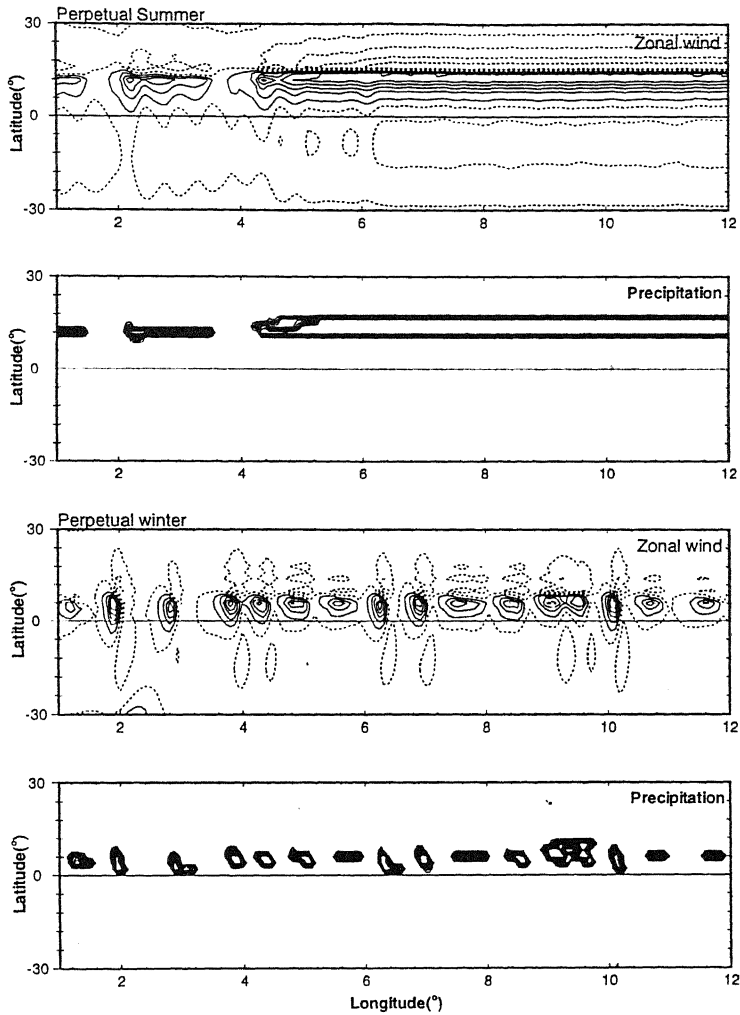 Perpetual Summer
30
Zonal wind
Latitude(°)
0
-30
2 4 6 8 10 12
30
Precipitation
Latitude(°)
0
-30
2 4 6 8 10 12
Perpetual winter
30
Zonal wind
Latitude(°)
0
-30
2 4 6 8 10 12
30
Precipitation
Latitude(°)
0
-30
2 4 6 8 10 12
Longitude(°)